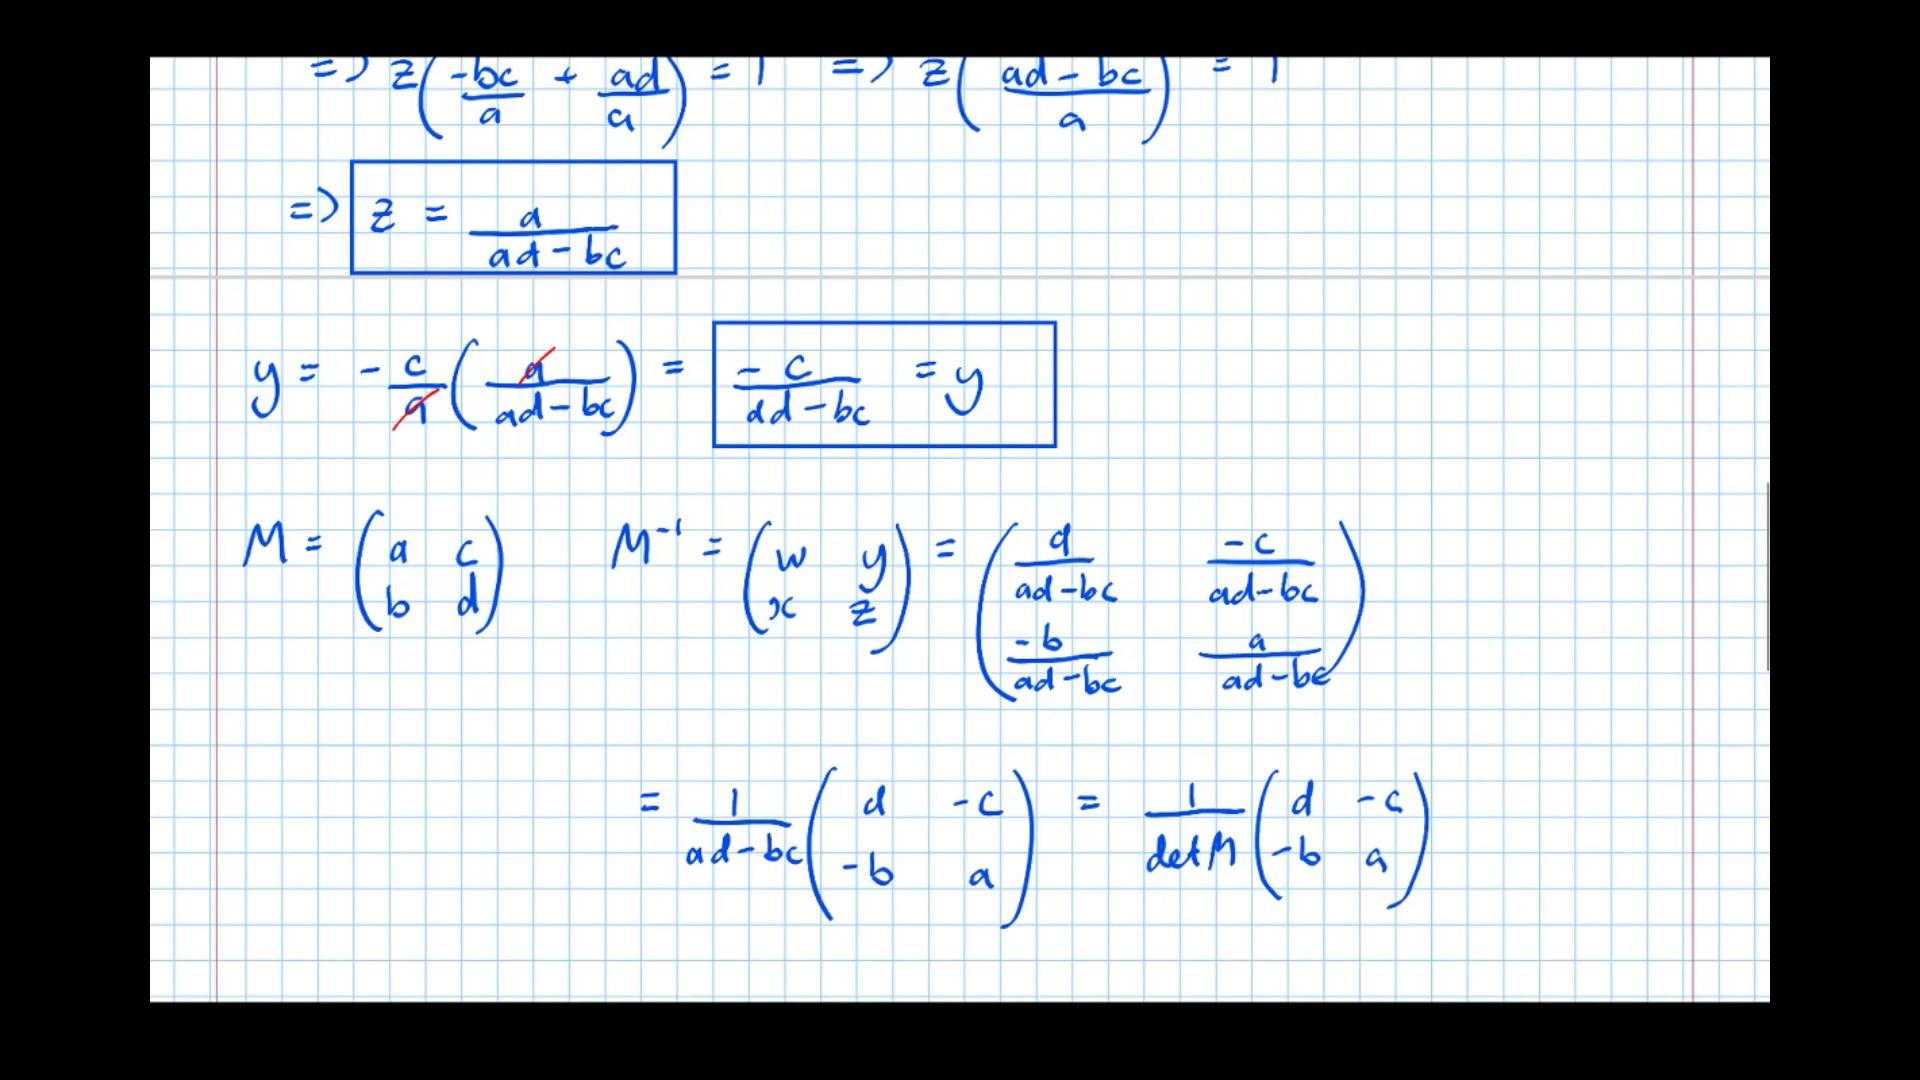 => z( -bc/a + ad/a ) = 1 => z( ad - bc / a ) = 1
=> z = a / ad - bc
y = - c/a ( a / ad - bc ) = - c / ad - bc = y
M = ( a c
b d ) M⁻¹ = ( w y
x z ) = ( d / ad - bc -c / ad - bc
-b / ad - bc a / ad - bc )
= 1 / ad - bc ( d -c
-b a ) = 1 / det M ( d -c
-b a )